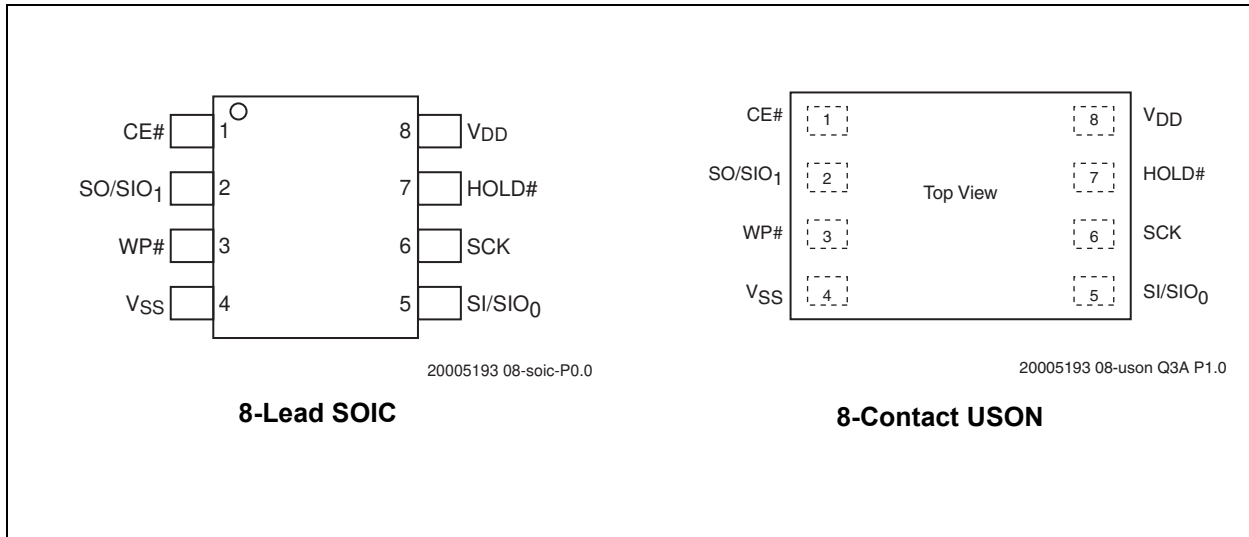 CE# 1 8 VDD
SO/SIO1 2 7 HOLD#
WP# 3 6 SCK
VSS 4 5 SI/SIO0
20005193 08-soic-P0.0
8-Lead SOIC
CE# 1 8 VDD
SO/SIO1 2 Top View 7 HOLD#
WP# 3 6 SCK
VSS 4 5 SI/SIO0
20005193 08-uson Q3A P1.0
8-Contact USON